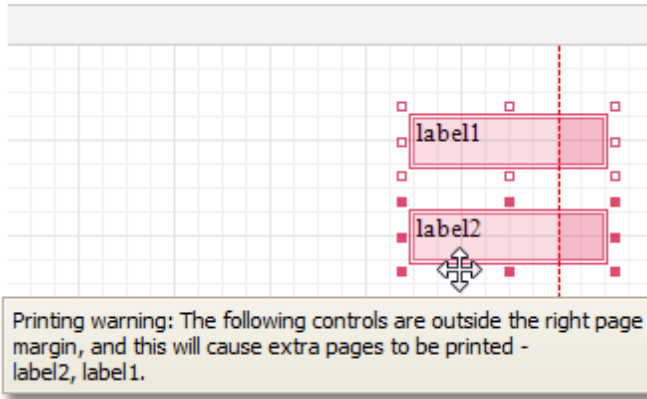 label1
label2
Printing warning: The following controls are outside the right page
margin, and this will cause extra pages to be printed -
label2, label1.